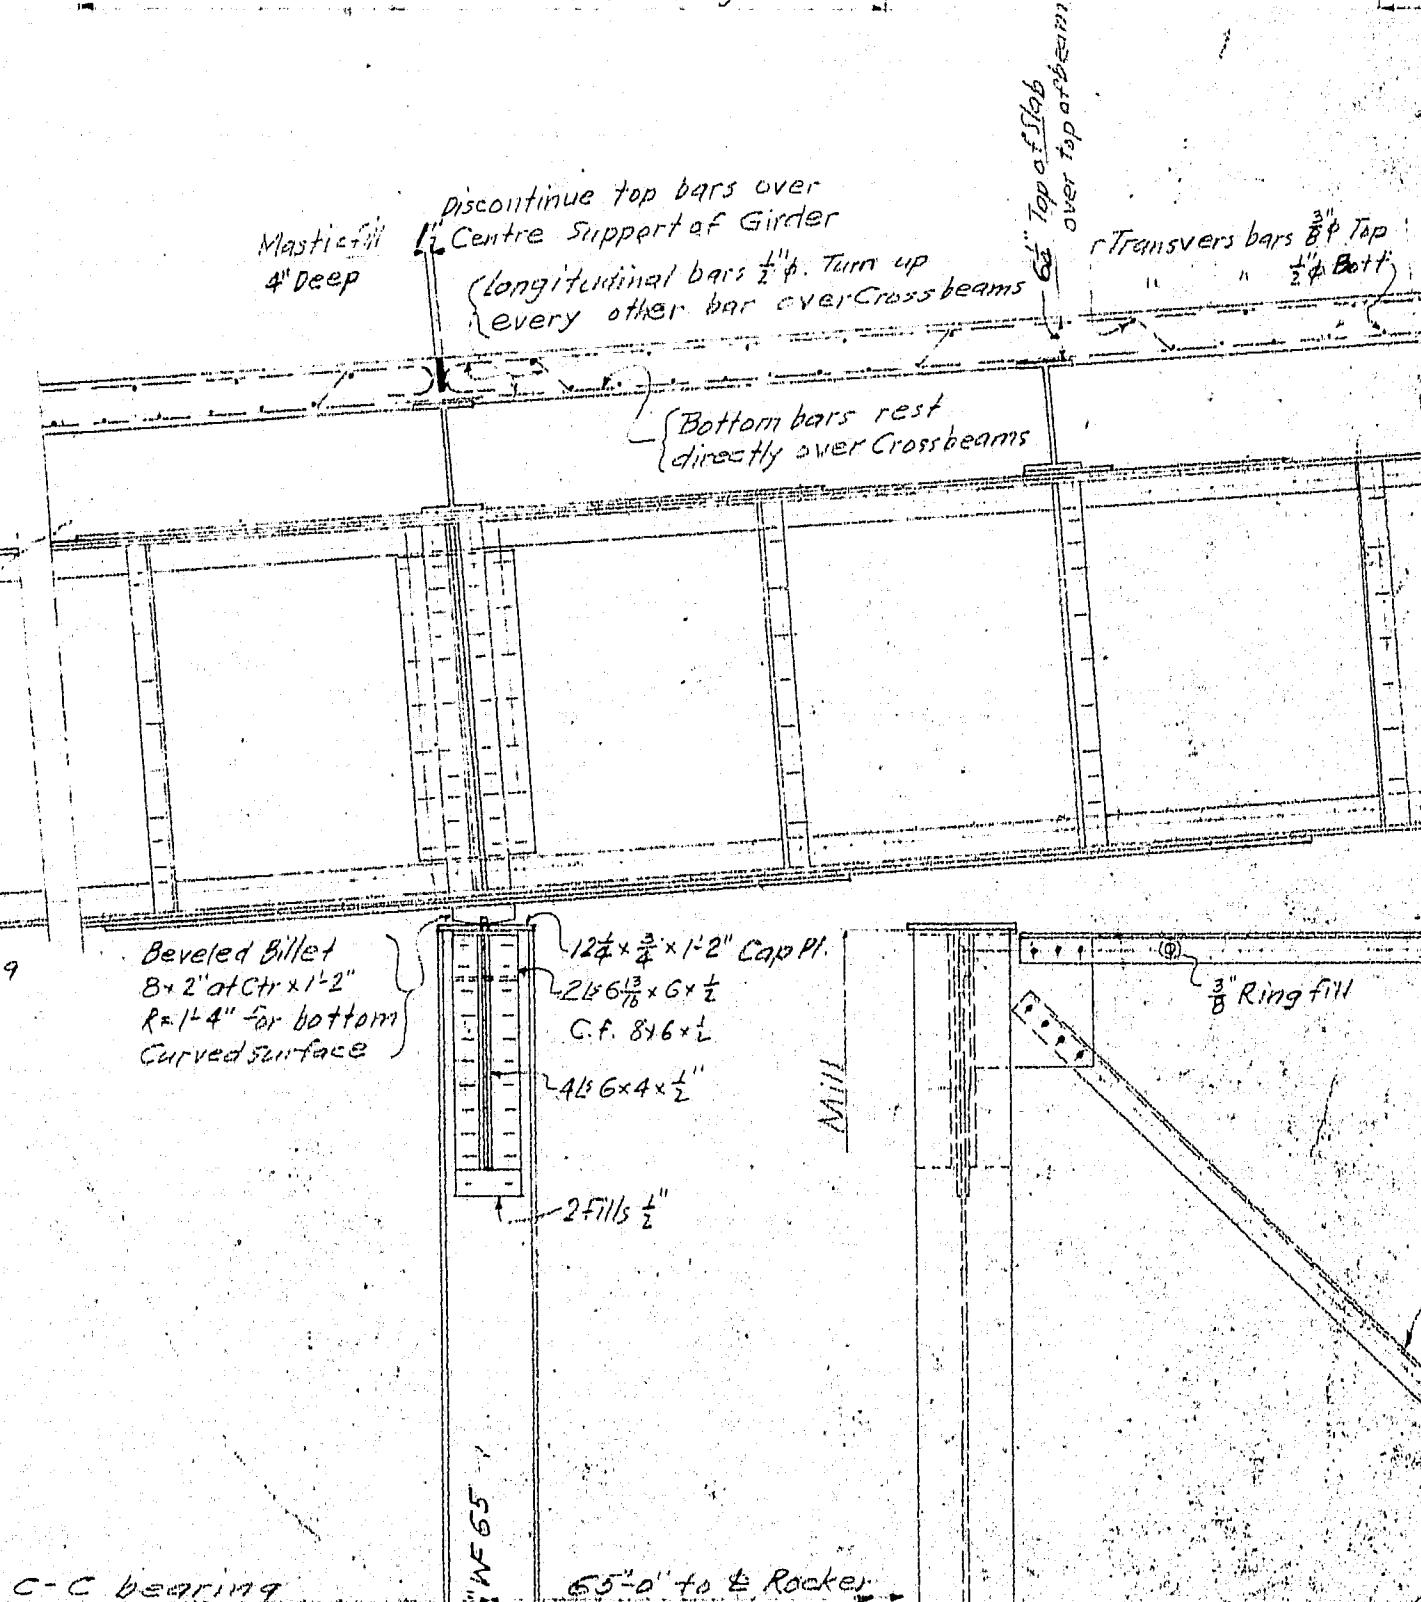 Discontinue top bars over
Centre Support of Girder
Mastic fill
4" Deep
1½"
Longitudinal bars ½"ϕ. Turn up
every other bar over Crossbeams
Top of Slab
over top of beam
Transvers bars ⅜"ϕ Top
" " ½"ϕ Bott
Bottom bars rest
directly over Crossbeams
9
Beveled Billet
8×2" at Ctr × 1'-2"
R=1'-4" for bottom
Curved surface
12¼ × ¾ × 1'-2" Cap Pl.
2Ls 6 13/16 × 6 × ½
C.f. 8×6×½
4Ls 6×4×½"
2 fills ½"
Mill
⅜" Ring fill
WF 65
C-C bearing
65'-0" to ℄ Rocker